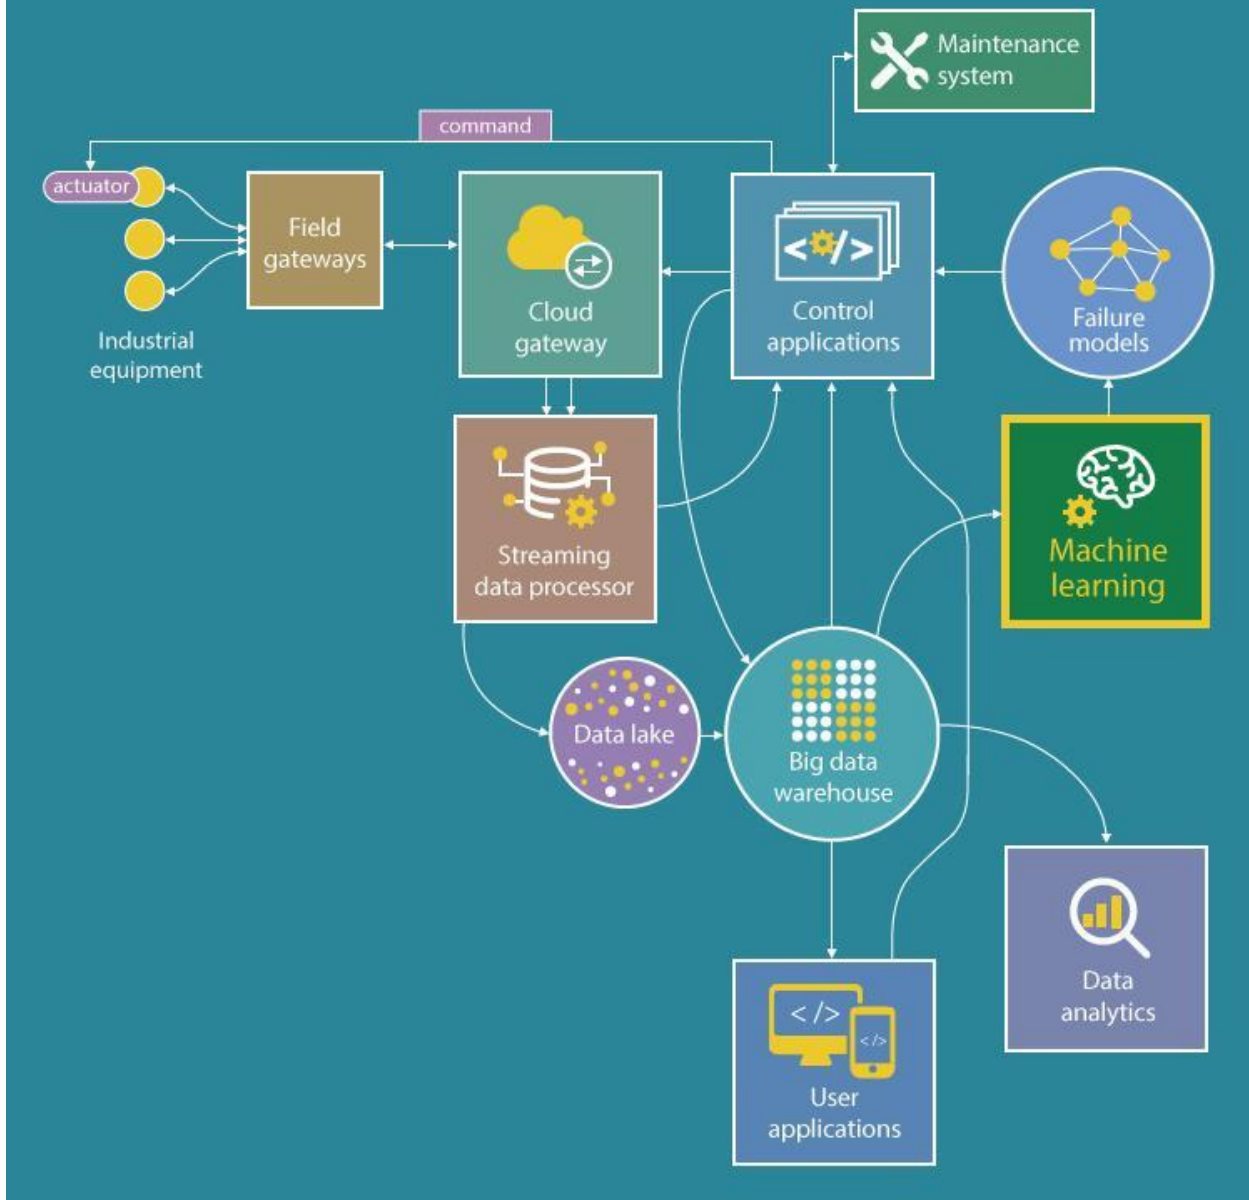 Maintenance
system
command
actuator
Field
gateways
Industrial
equipment
Cloud
gateway
</>
Control
applications
Failure
models
Streaming
data processor
Machine
learning
Data lake
Big data
warehouse
Data
analytics
</>
</>
User
applications